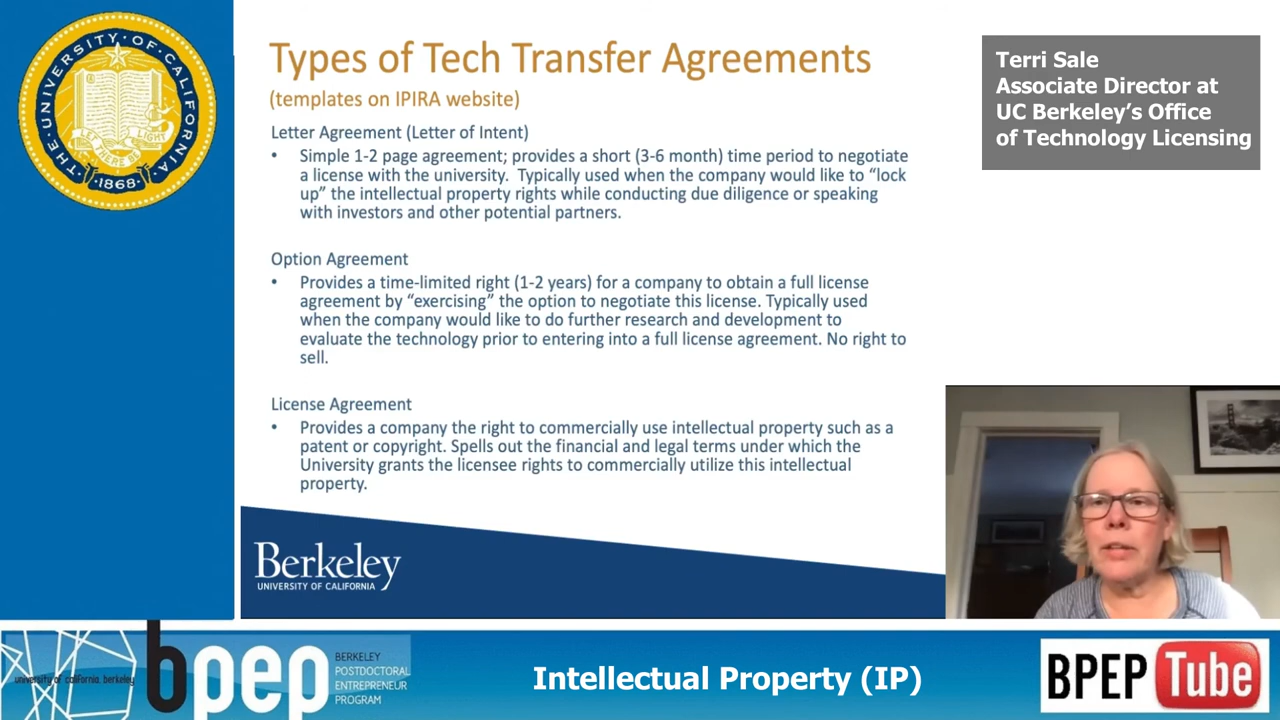 THE UNIVERSITY OF CALIFORNIA
LET THERE BE LIGHT
·1868·
Types of Tech Transfer Agreements
(templates on IPIRA website)
Letter Agreement (Letter of Intent)
• Simple 1-2 page agreement; provides a short (3-6 month) time period to negotiate
a license with the university. Typically used when the company would like to “lock
up” the intellectual property rights while conducting due diligence or speaking
with investors and other potential partners.
Option Agreement
• Provides a time-limited right (1-2 years) for a company to obtain a full license
agreement by “exercising” the option to negotiate this license. Typically used
when the company would like to do further research and development to
evaluate the technology prior to entering into a full license agreement. No right to
sell.
License Agreement
• Provides a company the right to commercially use intellectual property such as a
patent or copyright. Spells out the financial and legal terms under which the
University grants the licensee rights to commercially utilize this intellectual
property.
Berkeley
UNIVERSITY OF CALIFORNIA
Terri Sale
Associate Director at
UC Berkeley’s Office
of Technology Licensing
university of california, berkeley
bpep
BERKELEY
POSTDOCTORAL
ENTREPRENEUR
PROGRAM
Intellectual Property (IP)
BPEP Tube